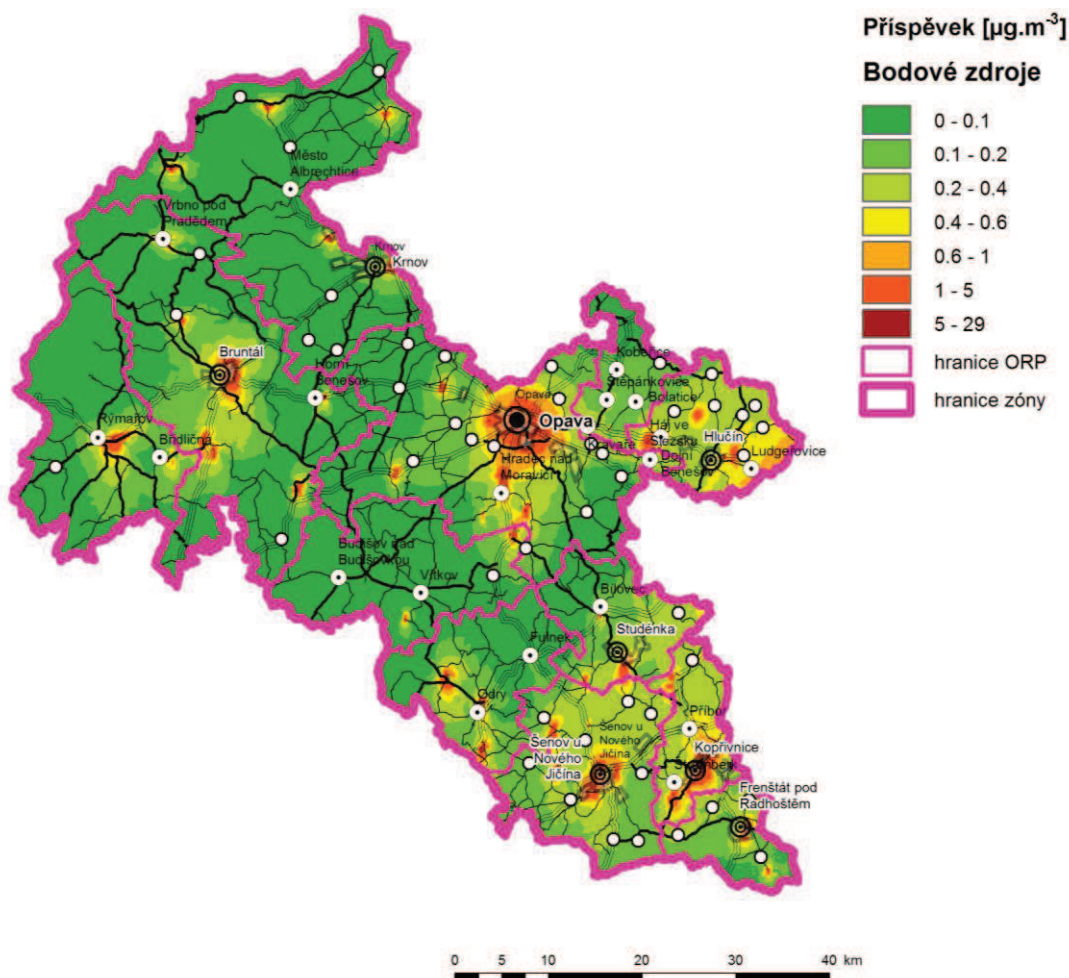 Příspěvek [µg.m-3]
Bodové zdroje
0 - 0.1
0.1 - 0.2
0.2 - 0.4
0.4 - 0.6
0.6 - 1
1 - 5
5 - 29
hranice ORP
hranice zóny
Město
Albrechtice
Vrbno pod
Pradědem
Krnov
Krnov
Bruntál
Horní
Benešov
Rýmařov
Břidličná
Opava
Opava
Hradec nad
Moravicí
Kobeřice
Štěpánkovice
Bolatice
Kravaře
Háj ve
Slezsku
Dolní
Benešov
Hlučín
Ludgeřovice
Budišov nad
Budišovkou
Vítkov
Bílovec
Studénka
Fulnek
Odry
Šenov u
Nového
Jičína
Šenov u
Nového
Jičína
Příbor
Kopřivnice
Štramberk
Frenštát pod
Radhoštěm
0 5 10 20 30 40 km